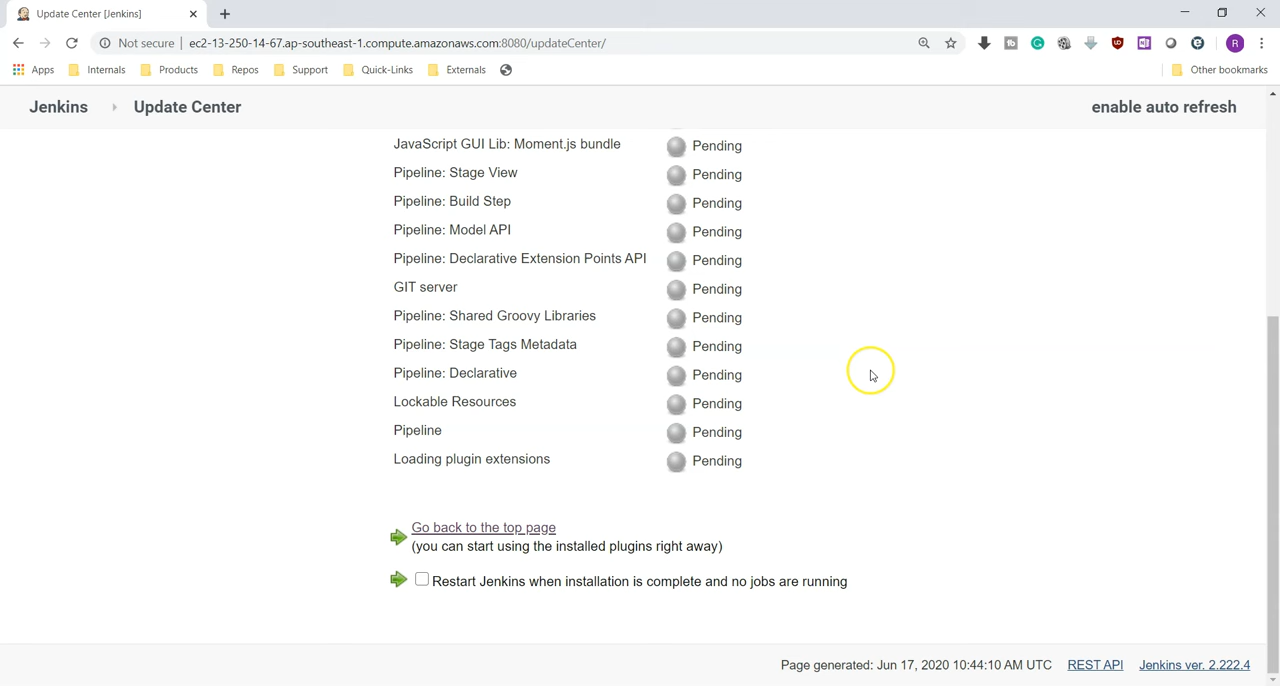 Update Center [Jenkins]
Not secure | ec2-13-250-14-67.ap-southeast-1.compute.amazonaws.com:8080/updateCenter/
Apps Internals Products Repos Support Quick-Links Externals Other bookmarks
Jenkins Update Center enable auto refresh
JavaScript GUI Lib: Moment.js bundle Pending
Pipeline: Stage View Pending
Pipeline: Build Step Pending
Pipeline: Model API Pending
Pipeline: Declarative Extension Points API Pending
GIT server Pending
Pipeline: Shared Groovy Libraries Pending
Pipeline: Stage Tags Metadata Pending
Pipeline: Declarative Pending
Lockable Resources Pending
Pipeline Pending
Loading plugin extensions Pending
Go back to the top page
(you can start using the installed plugins right away)
Restart Jenkins when installation is complete and no jobs are running
Page generated: Jun 17, 2020 10:44:10 AM UTC REST API Jenkins ver. 2.222.4